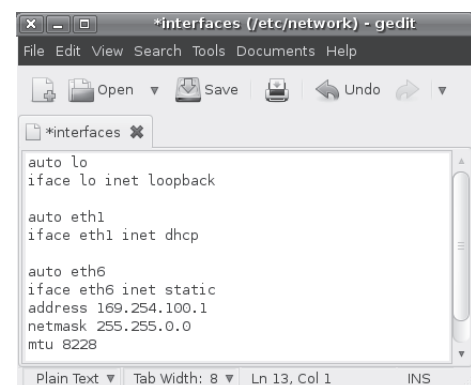 *interfaces (/etc/network) - gedit
File Edit View Search Tools Documents Help
Open Save Undo
*interfaces
auto lo
iface lo inet loopback
auto eth1
iface eth1 inet dhcp
auto eth6
iface eth6 inet static
address 169.254.100.1
netmask 255.255.0.0
mtu 8228
Plain Text Tab Width: 8 Ln 13, Col 1 INS